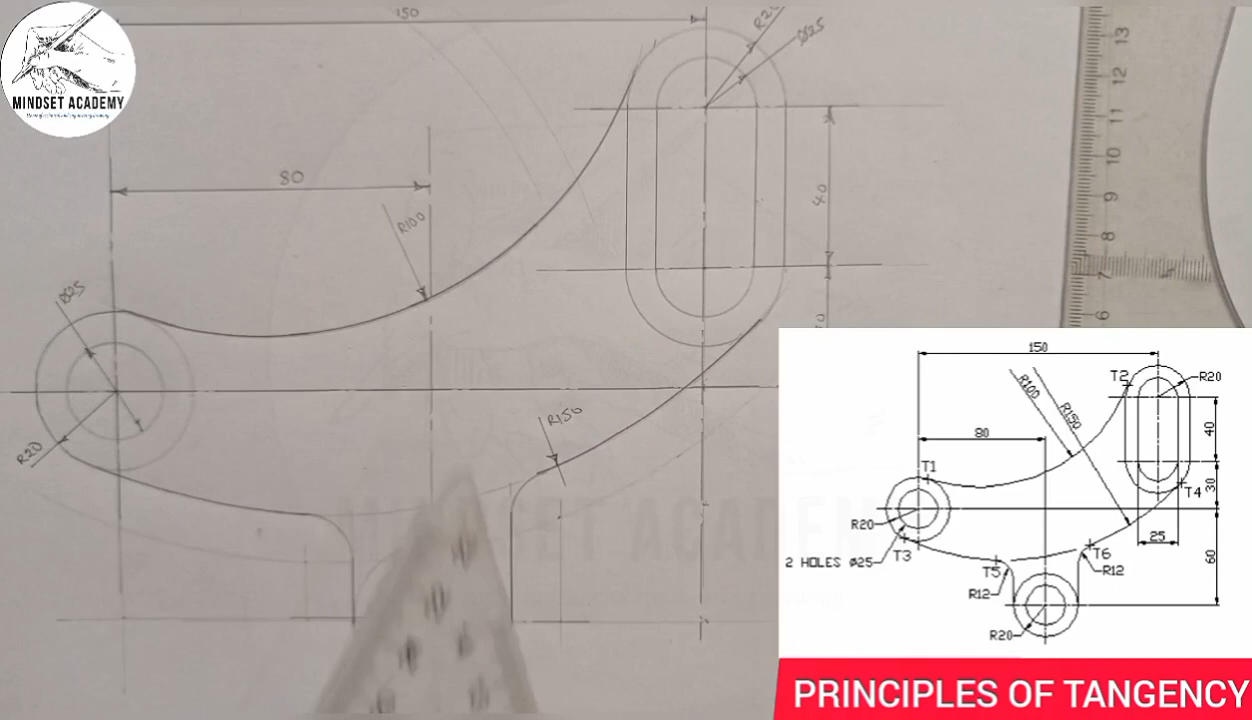 150
R20
Ø25
MINDSET ACADEMY
13
12
11
10
9
8
7
6
80
R100
40
Ø25
R20
R150
MINDSET ACADEMY
150
T2
R20
R100
R150
80
40
T1
30
T4
R20
25
2 HOLES Ø25
T3
T5
T6
R12
R12
60
R20
PRINCIPLES OF TANGENCY